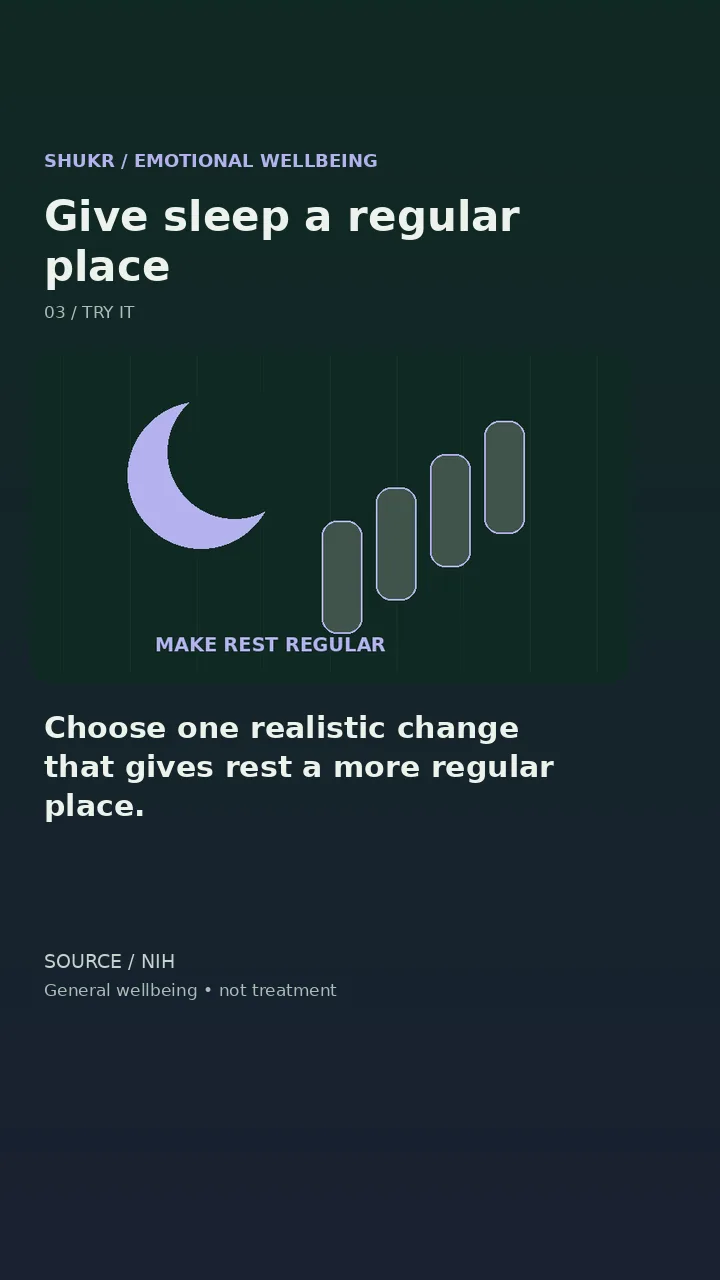 SHUKR / EMOTIONAL WELLBEING
Give sleep a regular
place
03 / TRY IT
MAKE REST REGULAR
Choose one realistic change
that gives rest a more regular
place.
SOURCE / NIH
General wellbeing • not treatment